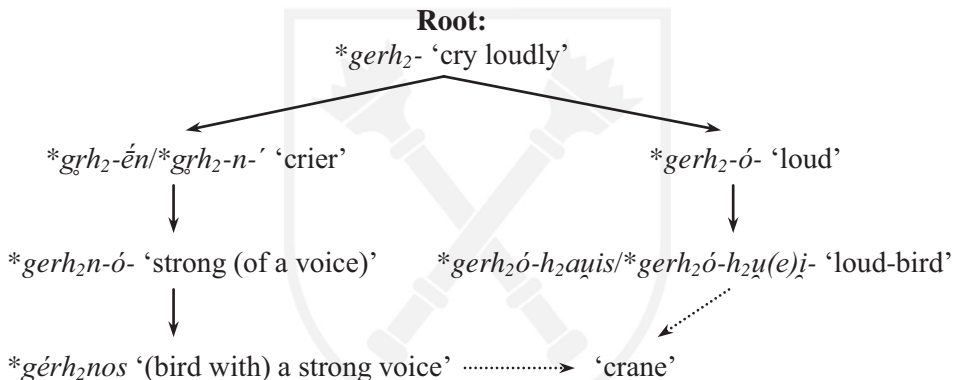 Root:
*gerh₂- ‘cry loudly’
*gr̥h₂-ḗn/*gr̥h₂-n-´ ‘crier’ *gerh₂-ó- ‘loud’
*gerh₂n-ó- ‘strong (of a voice)’ *gerh₂ó-h₂au̯is/*gerh₂ó-h₂u̯(e)i̯- ‘loud-bird’
*gérh₂nos ‘(bird with) a strong voice’ ‘crane’